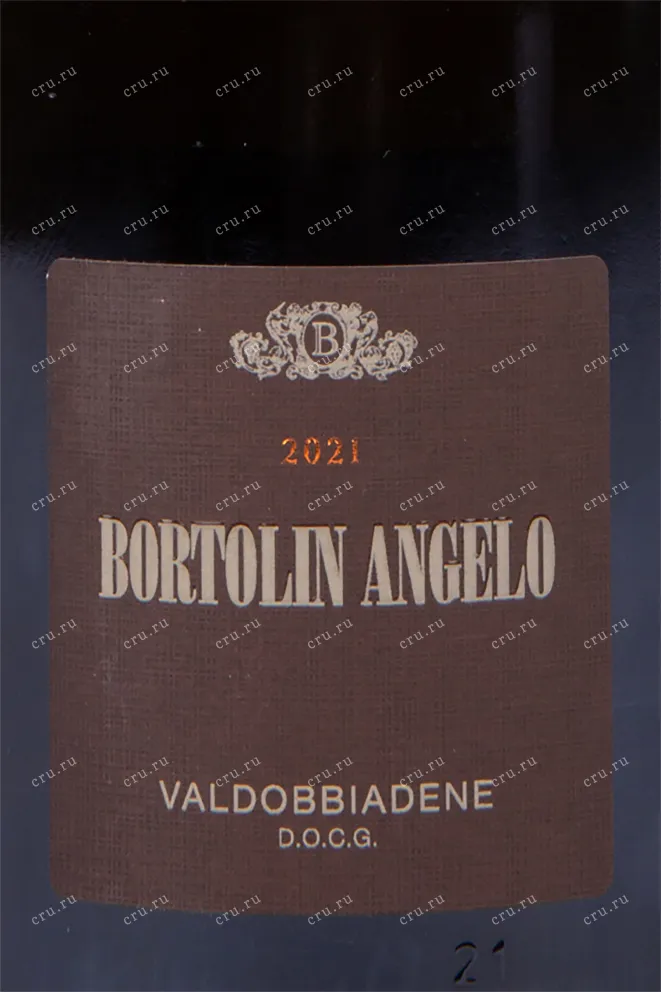 B
2021
BORTOLIN ANGELO
VALDOBBIADENE
D.O.C.G.
21
cru.ru